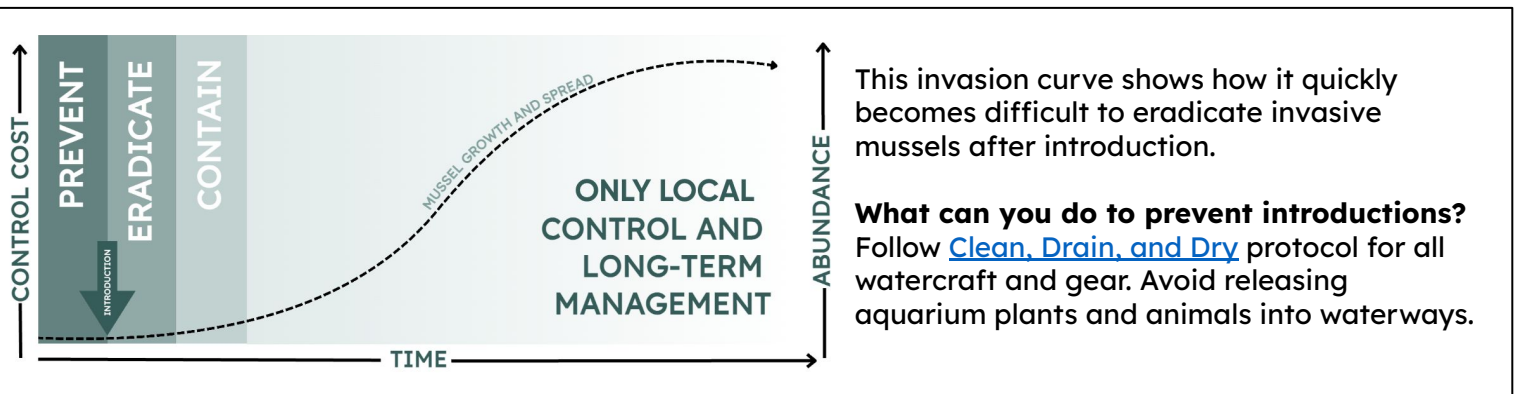 CONTROL COST
PREVENT
ERADICATE
CONTAIN
INTRODUCTION
MUSSEL GROWTH AND SPREAD
ONLY LOCAL
CONTROL AND
LONG-TERM
MANAGEMENT
ABUNDANCE
TIME
This invasion curve shows how it quickly
becomes difficult to eradicate invasive
mussels after introduction.
What can you do to prevent introductions?
Follow Clean, Drain, and Dry protocol for all
watercraft and gear. Avoid releasing
aquarium plants and animals into waterways.